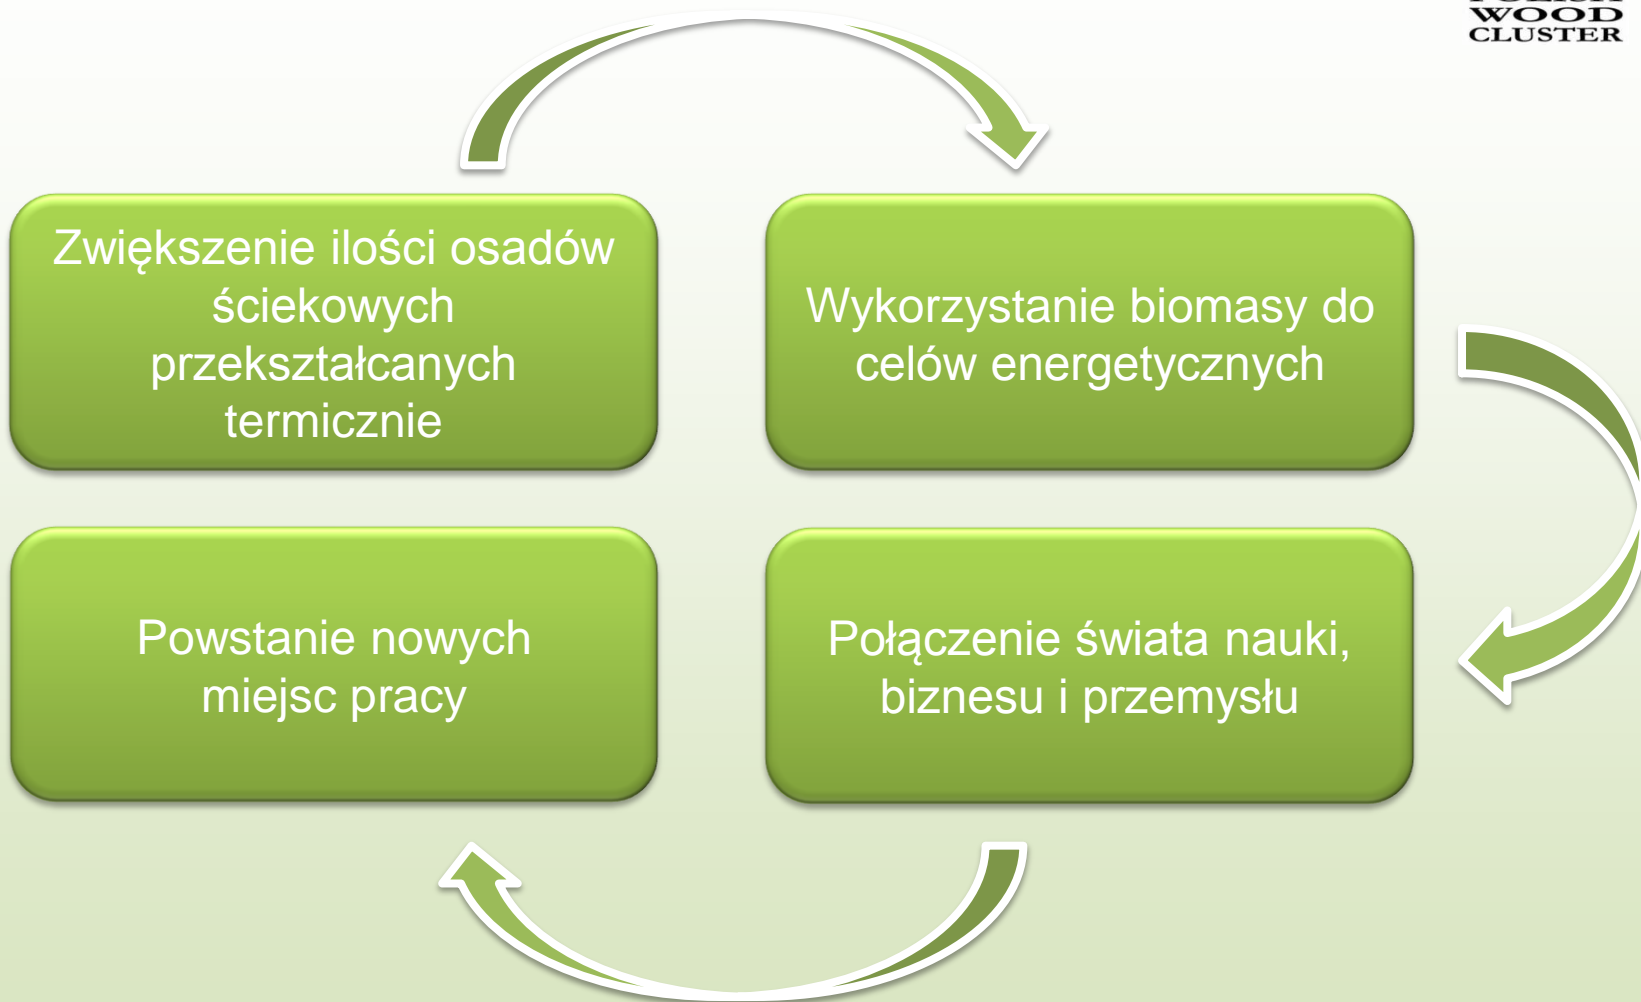 WOOD
CLUSTER
Zwiększenie ilości osadów
ściekowych
przekształcanych
termicznie
Wykorzystanie biomasy do
celów energetycznych
Powstanie nowych
miejsc pracy
Połączenie świata nauki,
biznesu i przemysłu